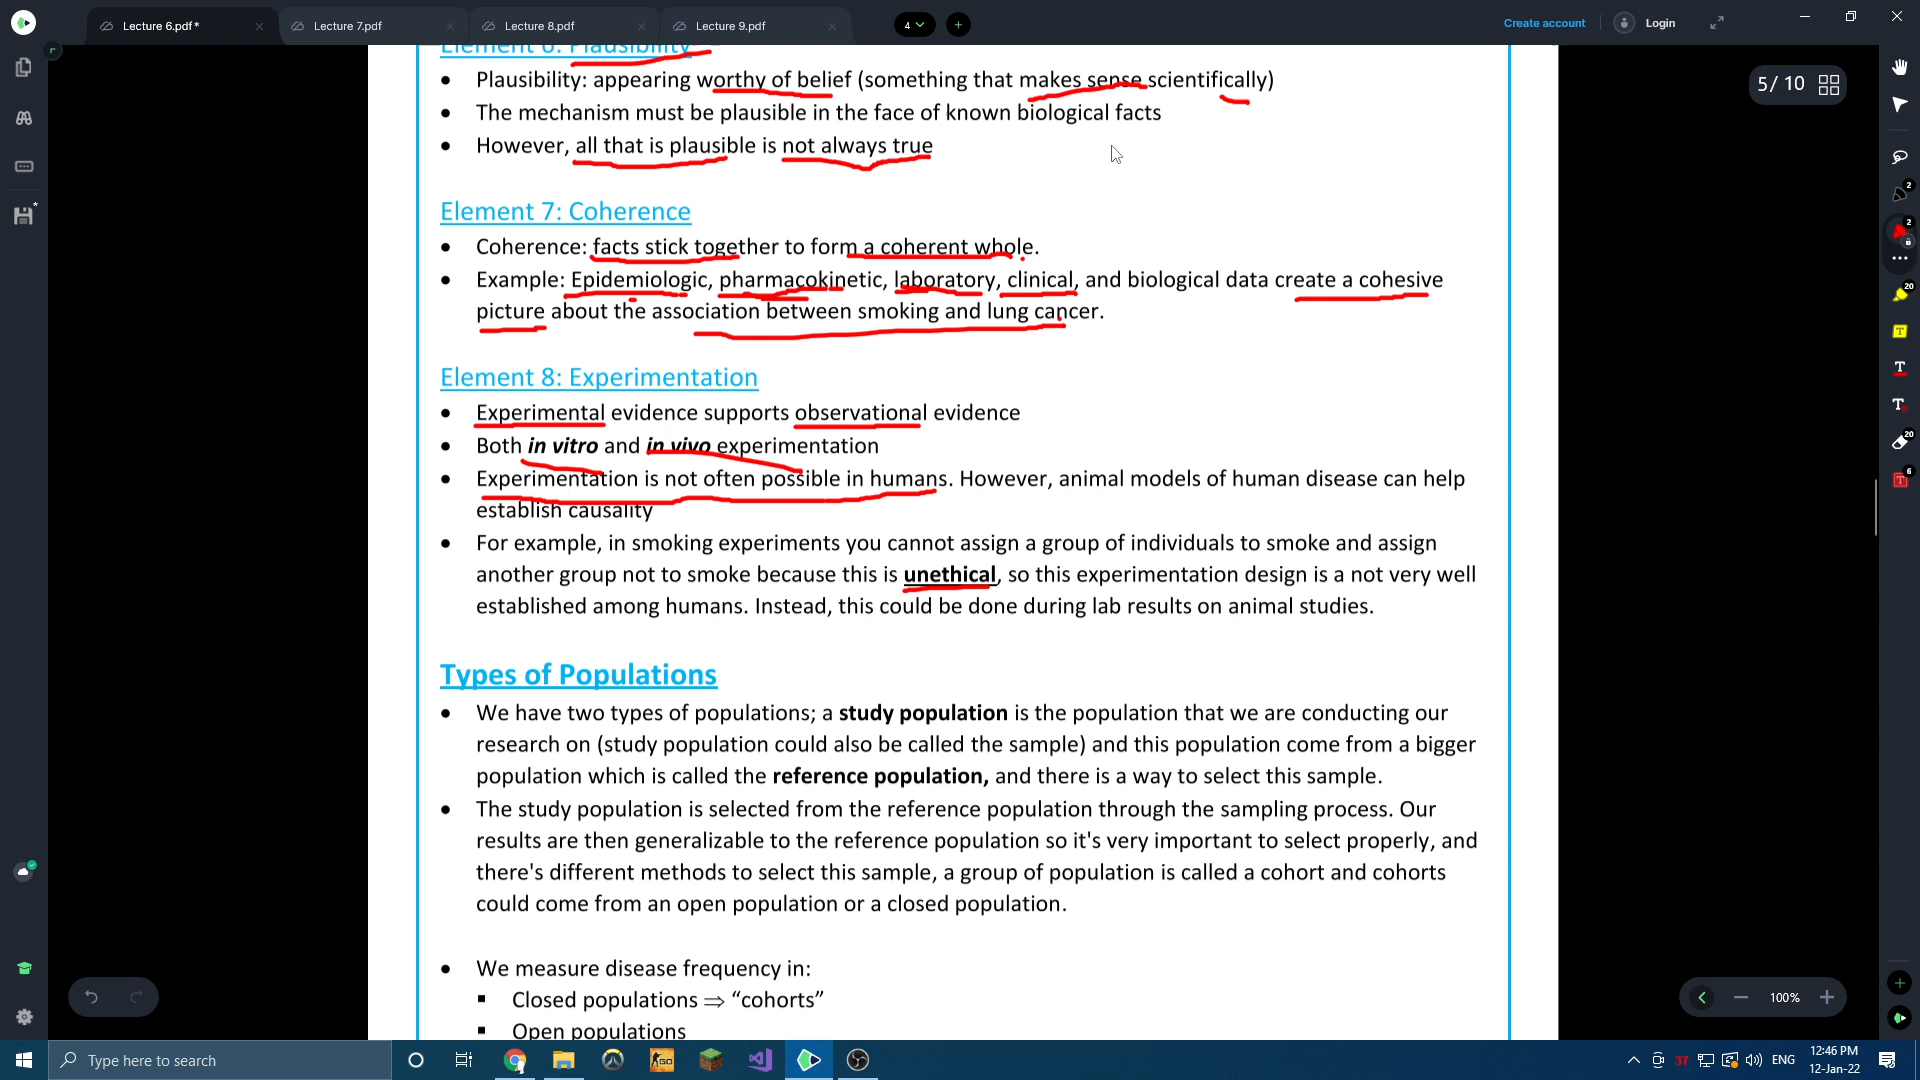 Lecture 6.pdf*
Lecture 7.pdf
Lecture 8.pdf
Lecture 9.pdf
4
Create account
Login
5 / 10
Element 6: Plausibility
• Plausibility: appearing worthy of belief (something that makes sense scientifically)
• The mechanism must be plausible in the face of known biological facts
• However, all that is plausible is not always true
Element 7: Coherence
• Coherence: facts stick together to form a coherent whole.
• Example: Epidemiologic, pharmacokinetic, laboratory, clinical, and biological data create a cohesive
picture about the association between smoking and lung cancer.
Element 8: Experimentation
• Experimental evidence supports observational evidence
• Both in vitro and in vivo experimentation
• Experimentation is not often possible in humans. However, animal models of human disease can help
establish causality
• For example, in smoking experiments you cannot assign a group of individuals to smoke and assign
another group not to smoke because this is unethical, so this experimentation design is a not very well
established among humans. Instead, this could be done during lab results on animal studies.
Types of Populations
• We have two types of populations; a study population is the population that we are conducting our
research on (study population could also be called the sample) and this population come from a bigger
population which is called the reference population, and there is a way to select this sample.
• The study population is selected from the reference population through the sampling process. Our
results are then generalizable to the reference population so it's very important to select properly, and
there's different methods to select this sample, a group of population is called a cohort and cohorts
could come from an open population or a closed population.
• We measure disease frequency in:
▪ Closed populations ⇒ “cohorts”
▪ Open populations
2
2
20
T
T
T
20
6
T
100%
Type here to search
GO
37
ENG
12:46 PM
12-Jan-22